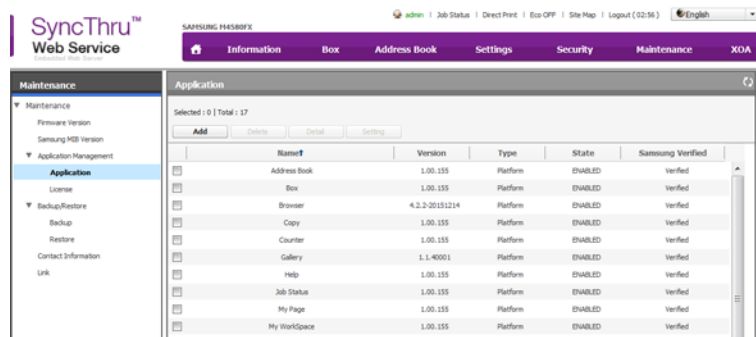 SyncThru™
Web Service
Embedded Web Server
SAMSUNG M4580FX
admin | Job Status | Direct Print | Eco OFF | Site Map | Logout ( 02:56 ) English
Information Box Address Book Settings Security Maintenance XOA
Maintenance
Maintenance
Firmware Version
Samsung MIB Version
Application Management
Application
License
Backup/Restore
Backup
Restore
Contact Information
Link
Application
Selected : 0 | Total : 17
Add Delete Detail Setting
Name Version Type State Samsung Verified
Address Book 1.00.155 Platform ENABLED Verified
Box 1.00.155 Platform ENABLED Verified
Browser 4.2.2-20151214 Platform ENABLED Verified
Copy 1.00.155 Platform ENABLED Verified
Counter 1.00.155 Platform ENABLED Verified
Gallery 1.1.40001 Platform ENABLED Verified
Help 1.00.155 Platform ENABLED Verified
Job Status 1.00.155 Platform ENABLED Verified
My Page 1.00.155 Platform ENABLED Verified
My WorkSpace 1.00.155 Platform ENABLED Verified